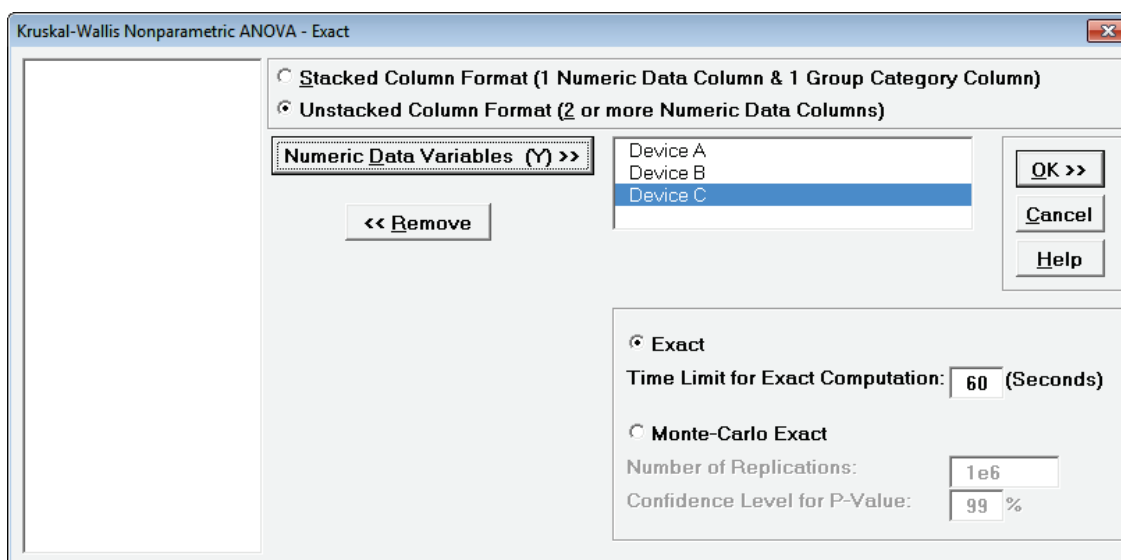 Kruskal-Wallis Nonparametric ANOVA - Exact
Stacked Column Format (1 Numeric Data Column & 1 Group Category Column)
Unstacked Column Format (2 or more Numeric Data Columns)
Numeric Data Variables (Y) >>
<< Remove
Device A
Device B
Device C
OK >>
Cancel
Help
Exact
Time Limit for Exact Computation: 60 (Seconds)
Monte-Carlo Exact
Number of Replications: 1e6
Confidence Level for P-Value: 99 %